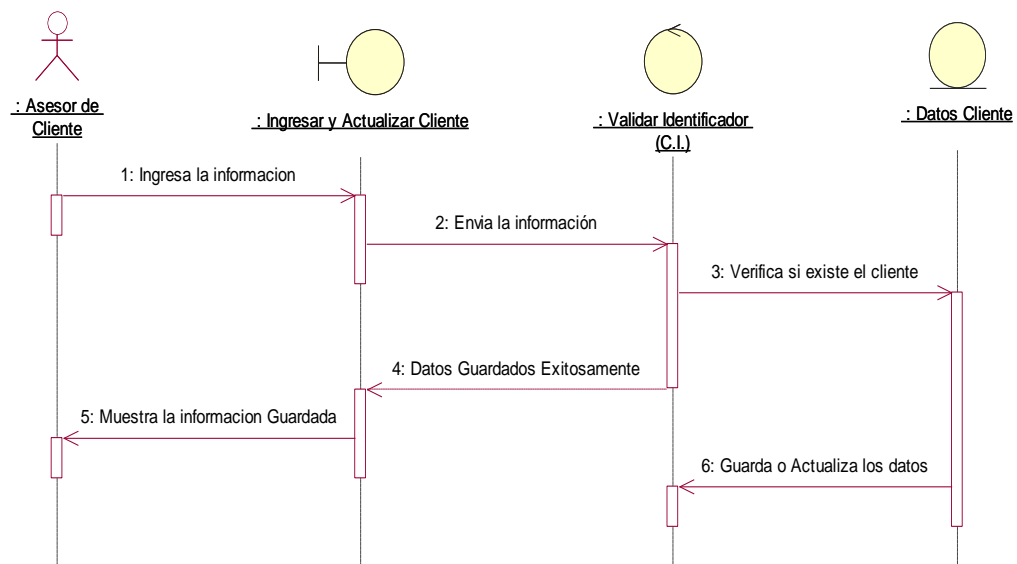 : Asesor de
Cliente
: Ingresar y Actualizar Cliente
: Validar Identificador
(C.I.)
: Datos Cliente
1: Ingresa la informacion
2: Envia la información
3: Verifica si existe el cliente
4: Datos Guardados Exitosamente
5: Muestra la informacion Guardada
6: Guarda o Actualiza los datos